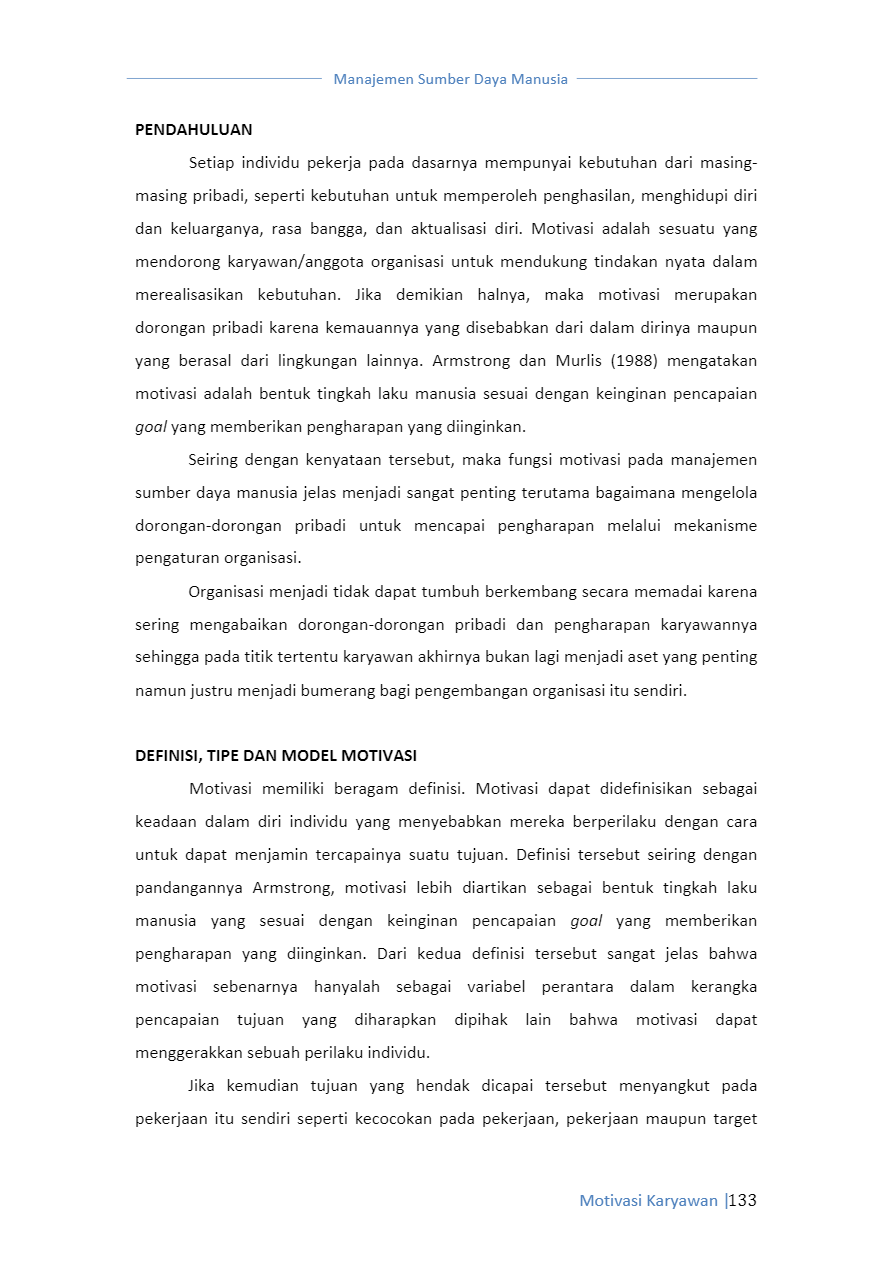 Manajemen Sumber Daya Manusia
PENDAHULUAN
Setiap individu pekerja pada dasarnya mempunyai kebutuhan dari masing-
masing pribadi, seperti kebutuhan untuk memperoleh penghasilan, menghidupi diri
dan keluarganya, rasa bangga, dan aktualisasi diri. Motivasi adalah sesuatu yang
mendorong karyawan/anggota organisasi untuk mendukung tindakan nyata dalam
merealisasikan kebutuhan. Jika demikian halnya, maka motivasi merupakan
dorongan pribadi karena kemauannya yang disebabkan dari dalam dirinya maupun
yang berasal dari lingkungan lainnya. Armstrong dan Murlis (1988) mengatakan
motivasi adalah bentuk tingkah laku manusia sesuai dengan keinginan pencapaian
goal yang memberikan pengharapan yang diinginkan.
Seiring dengan kenyataan tersebut, maka fungsi motivasi pada manajemen
sumber daya manusia jelas menjadi sangat penting terutama bagaimana mengelola
dorongan-dorongan pribadi untuk mencapai pengharapan melalui mekanisme
pengaturan organisasi.
Organisasi menjadi tidak dapat tumbuh berkembang secara memadai karena
sering mengabaikan dorongan-dorongan pribadi dan pengharapan karyawannya
sehingga pada titik tertentu karyawan akhirnya bukan lagi menjadi aset yang penting
namun justru menjadi bumerang bagi pengembangan organisasi itu sendiri.
DEFINISI, TIPE DAN MODEL MOTIVASI
Motivasi memiliki beragam definisi. Motivasi dapat didefinisikan sebagai
keadaan dalam diri individu yang menyebabkan mereka berperilaku dengan cara
untuk dapat menjamin tercapainya suatu tujuan. Definisi tersebut seiring dengan
pandangannya Armstrong, motivasi lebih diartikan sebagai bentuk tingkah laku
manusia yang sesuai dengan keinginan pencapaian goal yang memberikan
pengharapan yang diinginkan. Dari kedua definisi tersebut sangat jelas bahwa
motivasi sebenarnya hanyalah sebagai variabel perantara dalam kerangka
pencapaian tujuan yang diharapkan dipihak lain bahwa motivasi dapat
menggerakkan sebuah perilaku individu.
Jika kemudian tujuan yang hendak dicapai tersebut menyangkut pada
pekerjaan itu sendiri seperti kecocokan pada pekerjaan, pekerjaan maupun target
Motivasi Karyawan |133